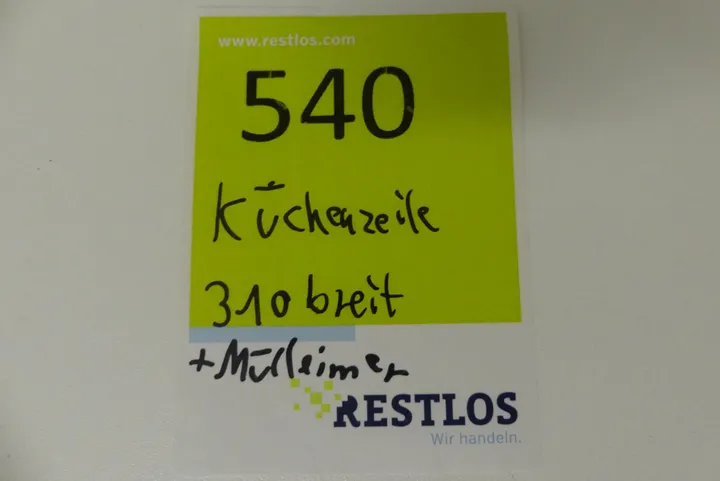 www.restlos.com
540
Küchenzeile
310 breit
+Mülleimer
RESTLOS
Wir handeln.